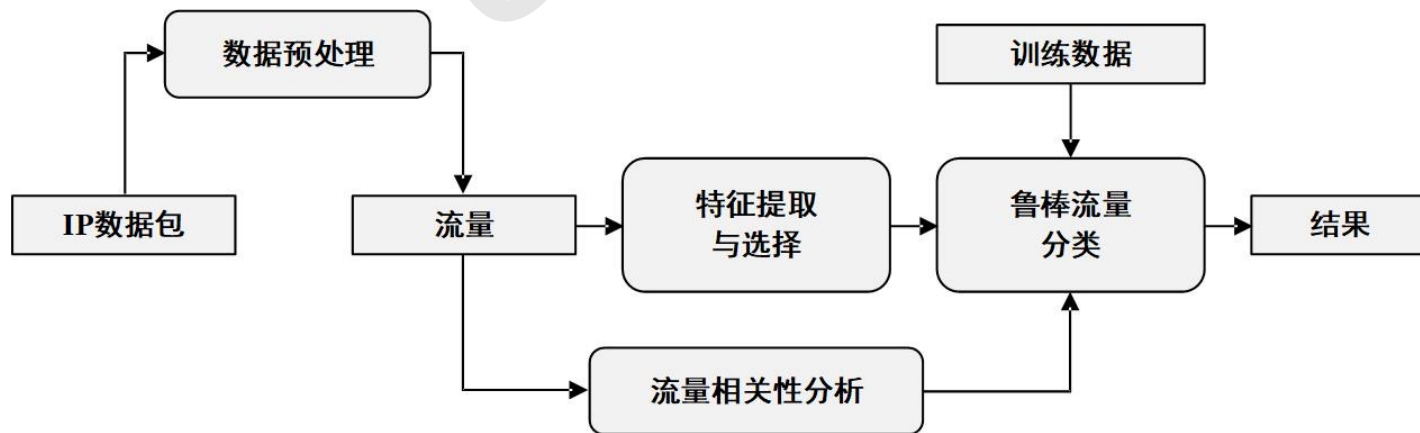 数据预处理
训练数据
IP数据包
流量
特征提取
与选择
鲁棒流量
分类
结果
流量相关性分析